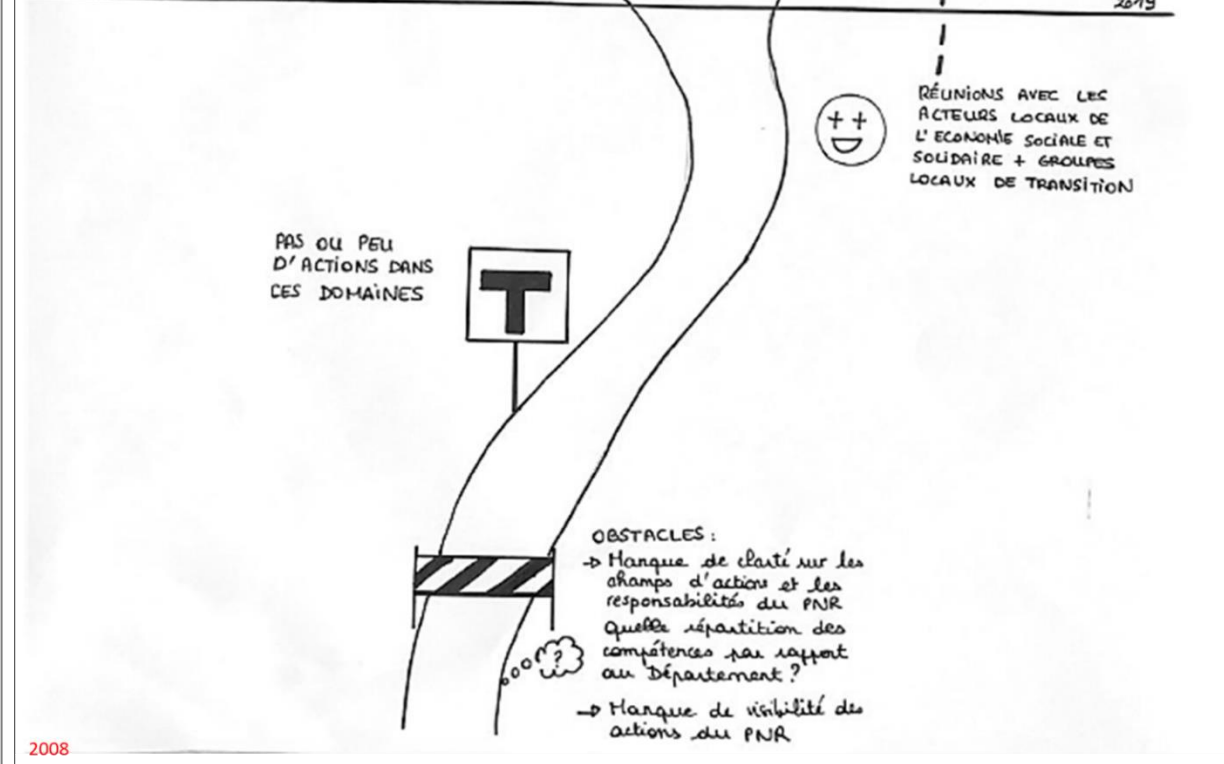 2019
RÉUNIONS AVEC LES
ACTEURS LOCAUX DE
L'ECONOMIE SOCIALE ET
SOLIDAIRE + GROUPES
LOCAUX DE TRANSITION
PAS OU PEU
D'ACTIONS DANS
CES DOMAINES
T
OBSTACLES :
→ Manque de clarté sur les
champs d'action et les
responsabilités du PNR
quelle répartition des
compétences par rapport
au Département ?
?
→ Manque de visibilité des
actions du PNR
2008